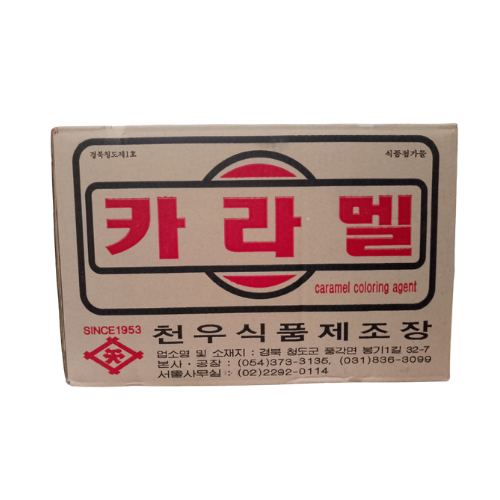 경북청도제1호
식품첨가물
카라멜
caramel coloring agent
SINCE1953
천우식품제조장
天
업소명 및 소재지 : 경북 청도군 풍각면 봉기1길 32-7
본사 · 공장 : (054)373-3135, (031)836-3099
서울사무실 : (02)2292-0114